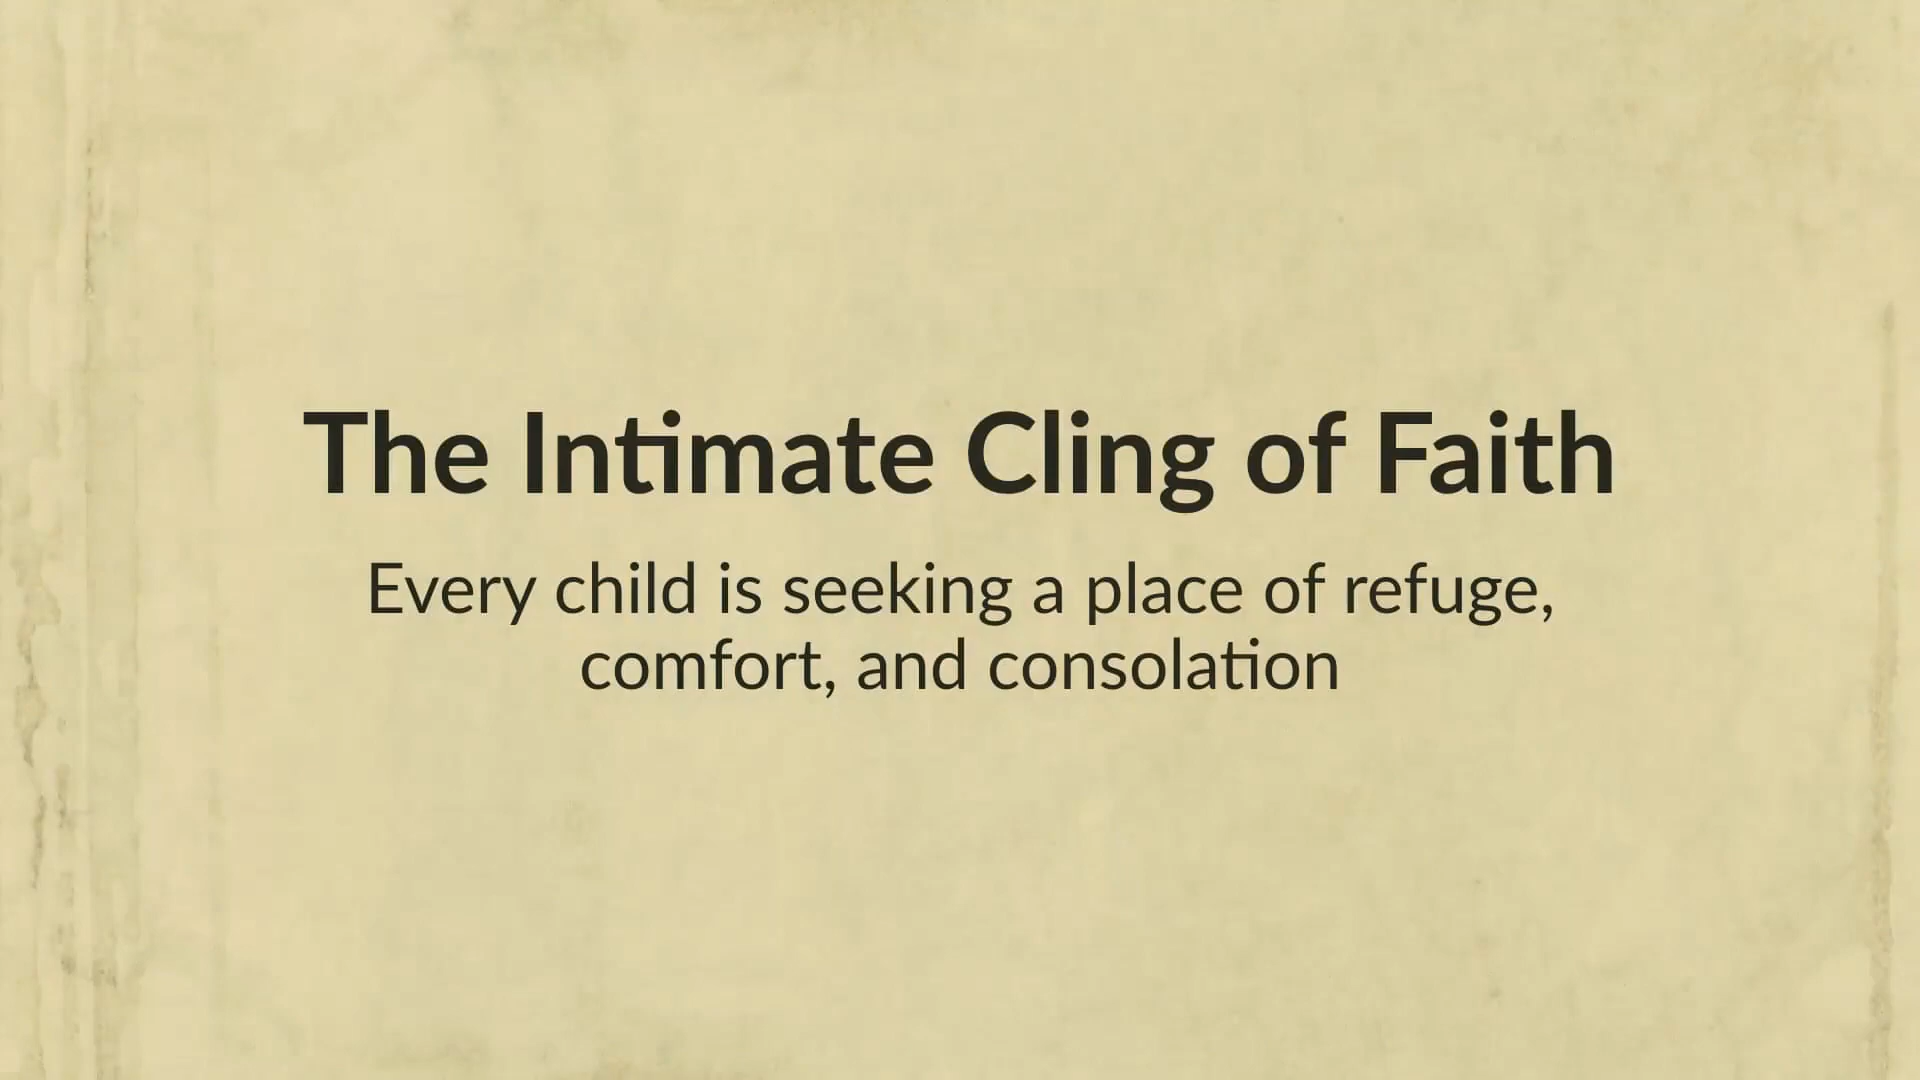 The Intimate Cling of Faith
Every child is seeking a place of refuge,
comfort, and consolation